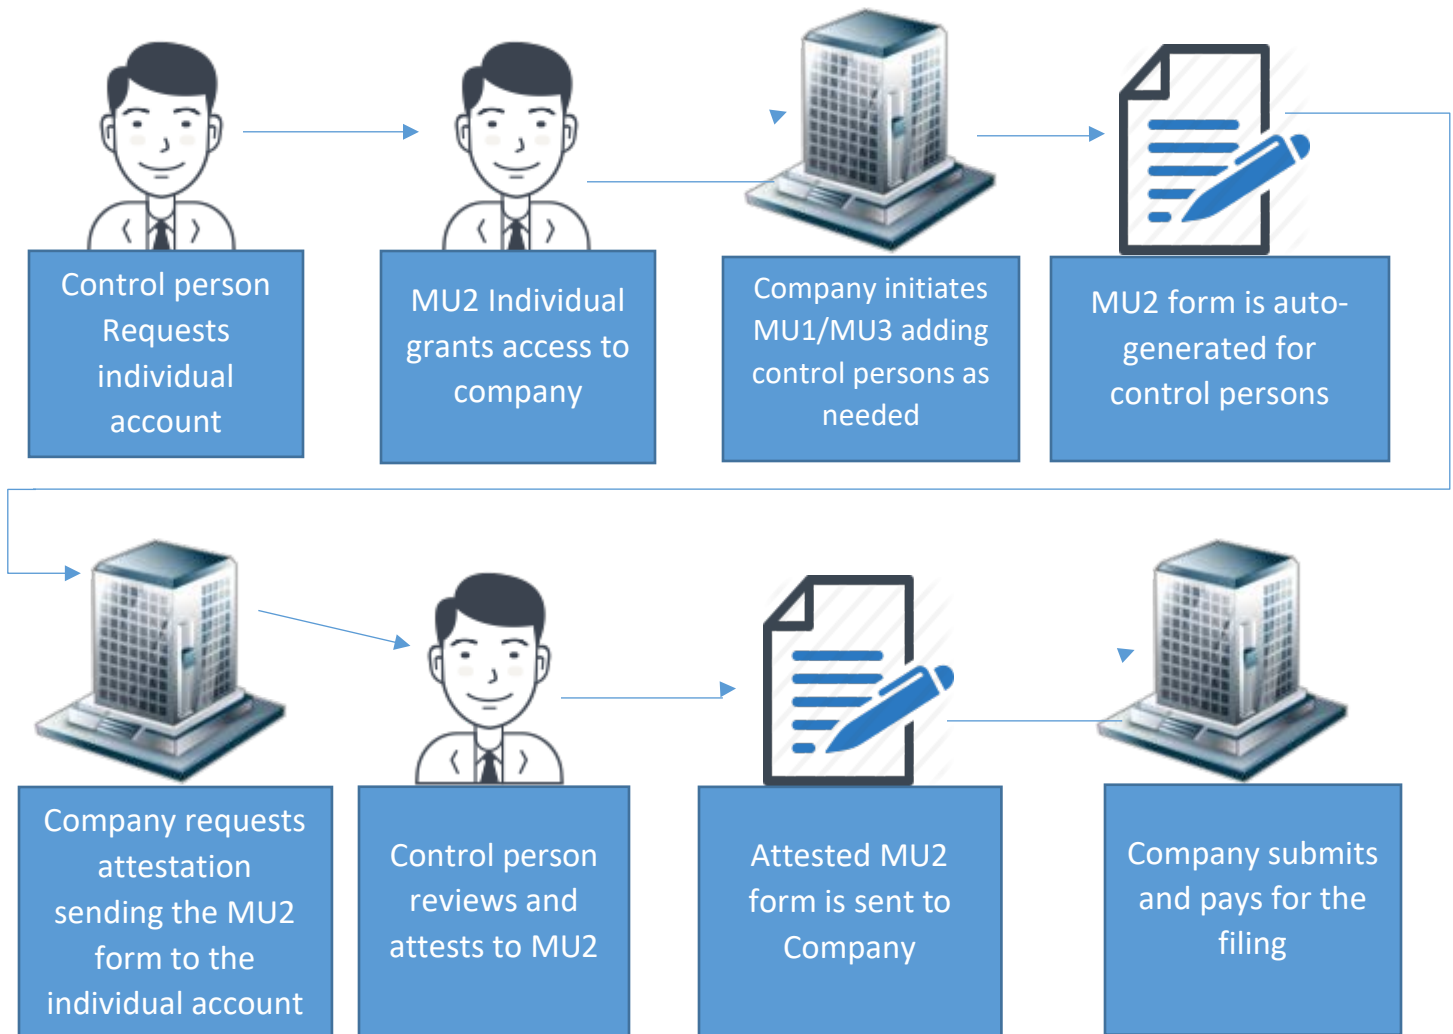 Control person
Requests
individual
account
MU2 Individual
grants access to
company
Company initiates
MU1/MU3 adding
control persons as
needed
MU2 form is auto-
generated for
control persons
Company requests
attestation
sending the MU2
form to the
individual account
Control person
reviews and
attests to MU2
Attested MU2
form is sent to
Company
Company submits
and pays for the
filing